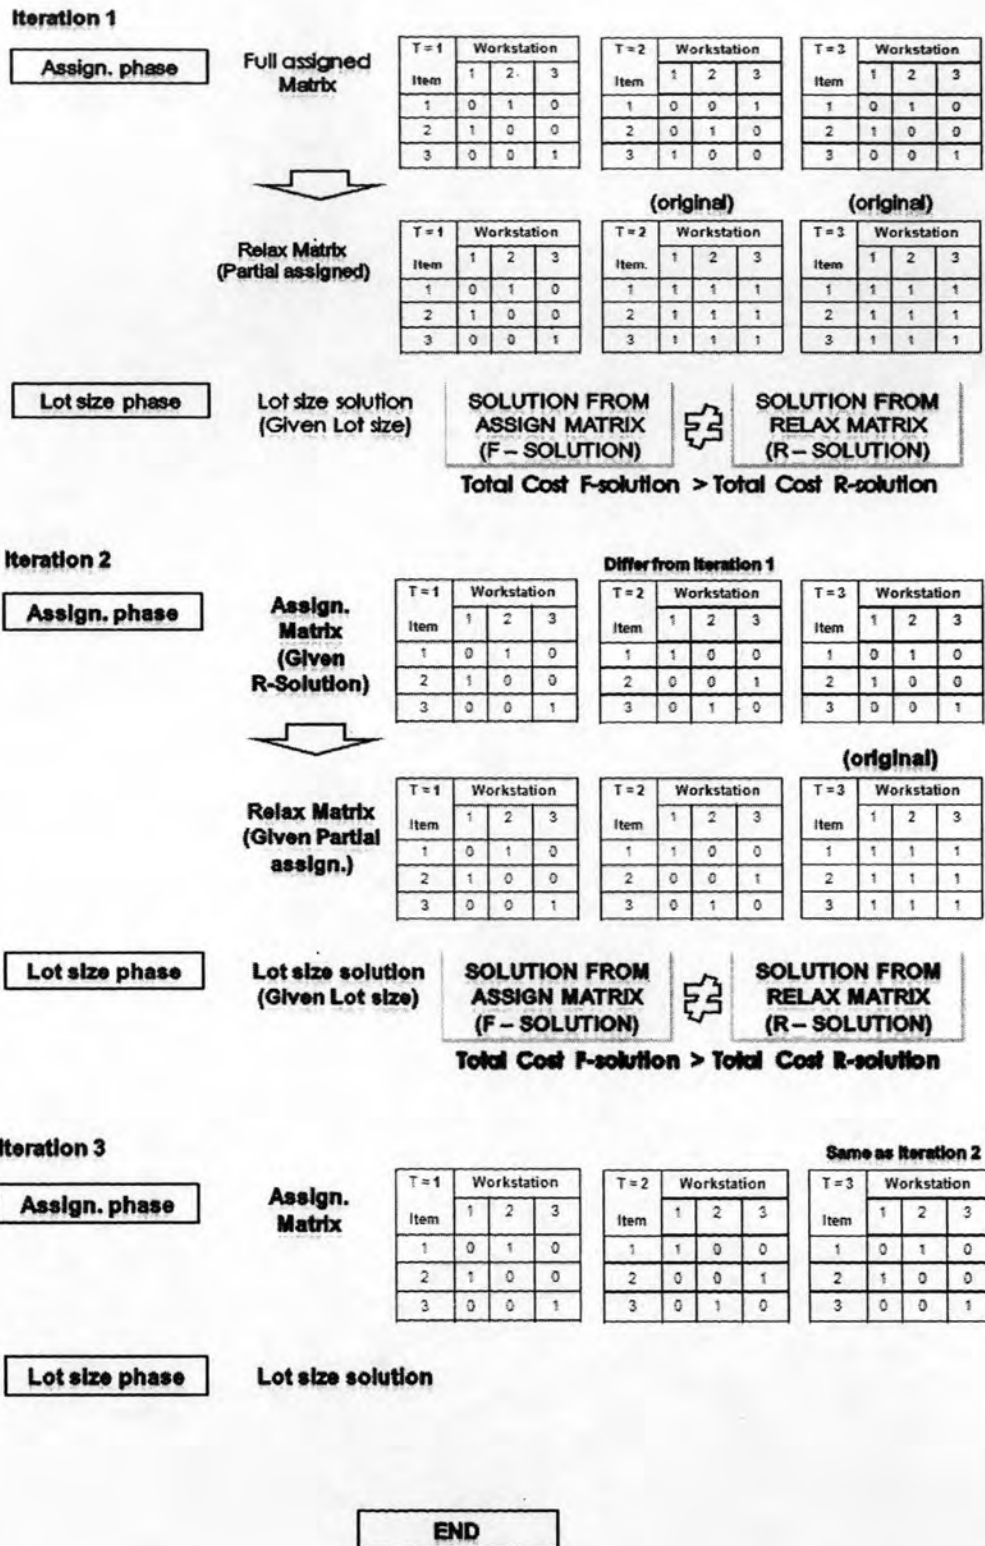 Iteration 1
Assign. phase
Full assigned
Matrix
T = 1 Workstation
Item 1 2. 3
1 0 1 0
2 1 0 0
3 0 0 1
T = 2 Workstation
Item 1 2 3
1 0 0 1
2 0 1 0
3 1 0 0
T = 3 Workstation
Item 1 2 3
1 0 1 0
2 1 0 0
3 0 0 1
Relax Matrix
(Partial assigned)
T = 1 Workstation
Item 1 2 3
1 0 1 0
2 1 0 0
3 0 0 1
(original)
T = 2 Workstation
Item. 1 2 3
1 1 1 1
2 1 1 1
3 1 1 1
(original)
T = 3 Workstation
Item 1 2 3
1 1 1 1
2 1 1 1
3 1 1 1
Lot size phase
Lot size solution
(Given Lot size)
SOLUTION FROM
ASSIGN MATRIX
(F – SOLUTION)
≠
SOLUTION FROM
RELAX MATRIX
(R – SOLUTION)
Total Cost F-solution > Total Cost R-solution
Iteration 2
Assign. phase
Assign.
Matrix
(Given
R-Solution)
T = 1 Workstation
Item 1 2 3
1 0 1 0
2 1 0 0
3 0 0 1
Differ from Iteration 1
T = 2 Workstation
Item 1 2 3
1 1 0 0
2 0 0 1
3 0 1 0
T = 3 Workstation
Item 1 2 3
1 0 1 0
2 1 0 0
3 0 0 1
Relax Matrix
(Given Partial
assign.)
T = 1 Workstation
Item 1 2 3
1 0 1 0
2 1 0 0
3 0 0 1
T = 2 Workstation
Item 1 2 3
1 1 0 0
2 0 0 1
3 0 1 0
(original)
T = 3 Workstation
Item 1 2 3
1 1 1 1
2 1 1 1
3 1 1 1
Lot size phase
Lot size solution
(Given Lot size)
SOLUTION FROM
ASSIGN MATRIX
(F – SOLUTION)
≠
SOLUTION FROM
RELAX MATRIX
(R – SOLUTION)
Total Cost F-solution > Total Cost R-solution
Iteration 3
Assign. phase
Assign.
Matrix
T = 1 Workstation
Item 1 2 3
1 0 1 0
2 1 0 0
3 0 0 1
T = 2 Workstation
Item 1 2 3
1 1 0 0
2 0 0 1
3 0 1 0
Same as Iteration 2
T = 3 Workstation
Item 1 2 3
1 0 1 0
2 1 0 0
3 0 0 1
Lot size phase
Lot size solution
END